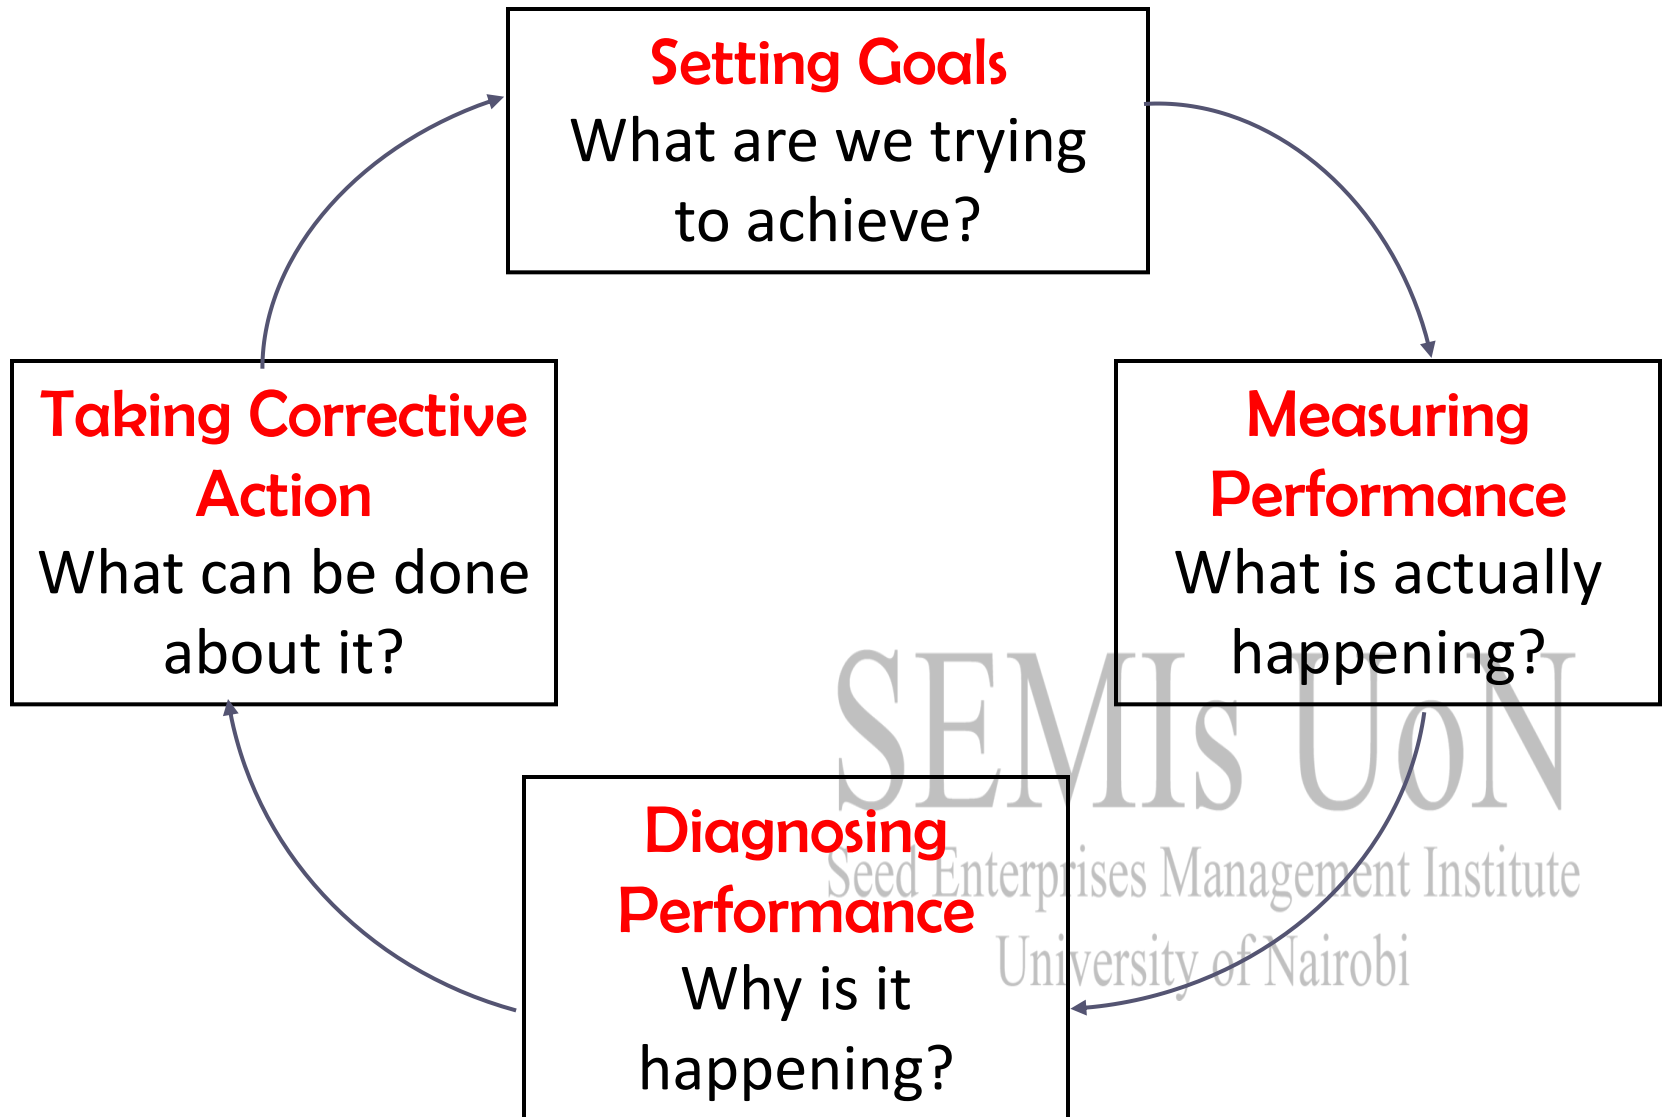 Setting Goals
What are we trying
to achieve?
Measuring
Performance
What is actually
happening?
Diagnosing
Performance
Why is it
happening?
Taking Corrective
Action
What can be done
about it?
SEMIs UoN
Seed Enterprises Management Institute
University of Nairobi